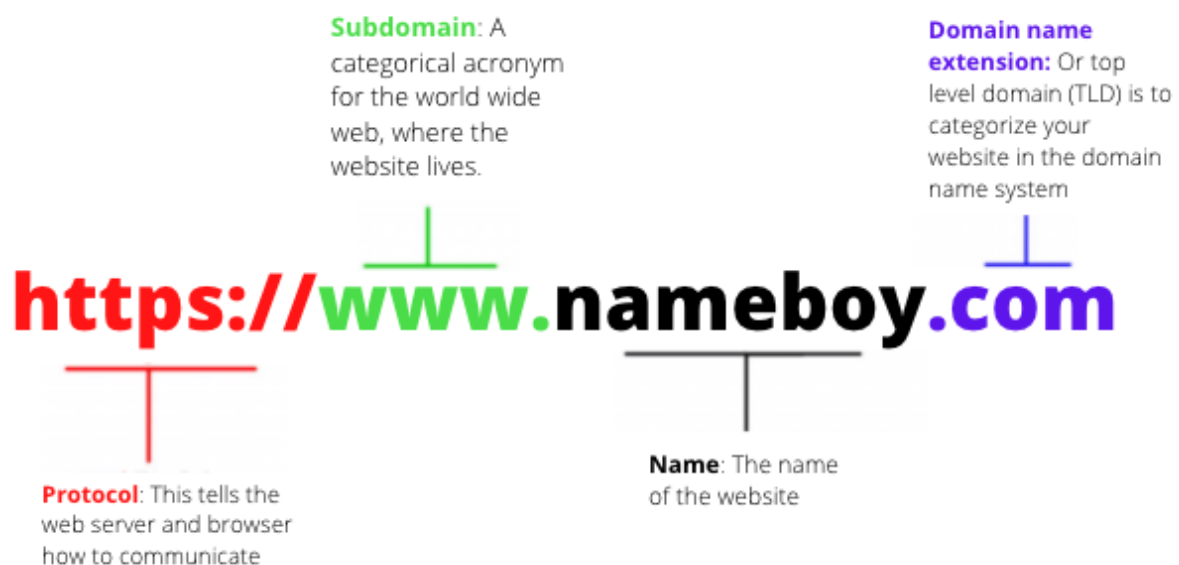 Subdomain: A
categorical acronym
for the world wide
web, where the
website lives.
Domain name
extension: Or top
level domain (TLD) is to
categorize your
website in the domain
name system
https://www.nameboy.com
Protocol: This tells the
web server and browser
how to communicate
Name: The name
of the website